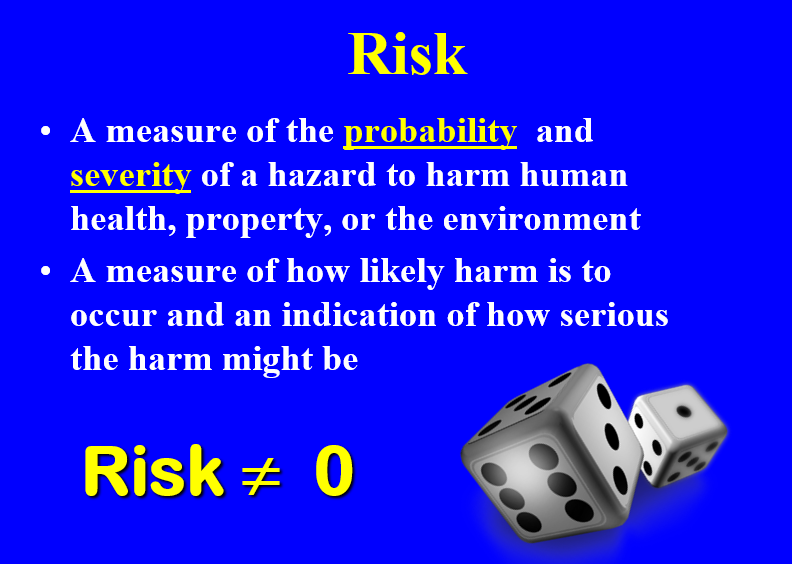 Risk
• A measure of the probability and
severity of a hazard to harm human
health, property, or the environment
• A measure of how likely harm is to
occur and an indication of how serious
the harm might be
Risk ≠ 0